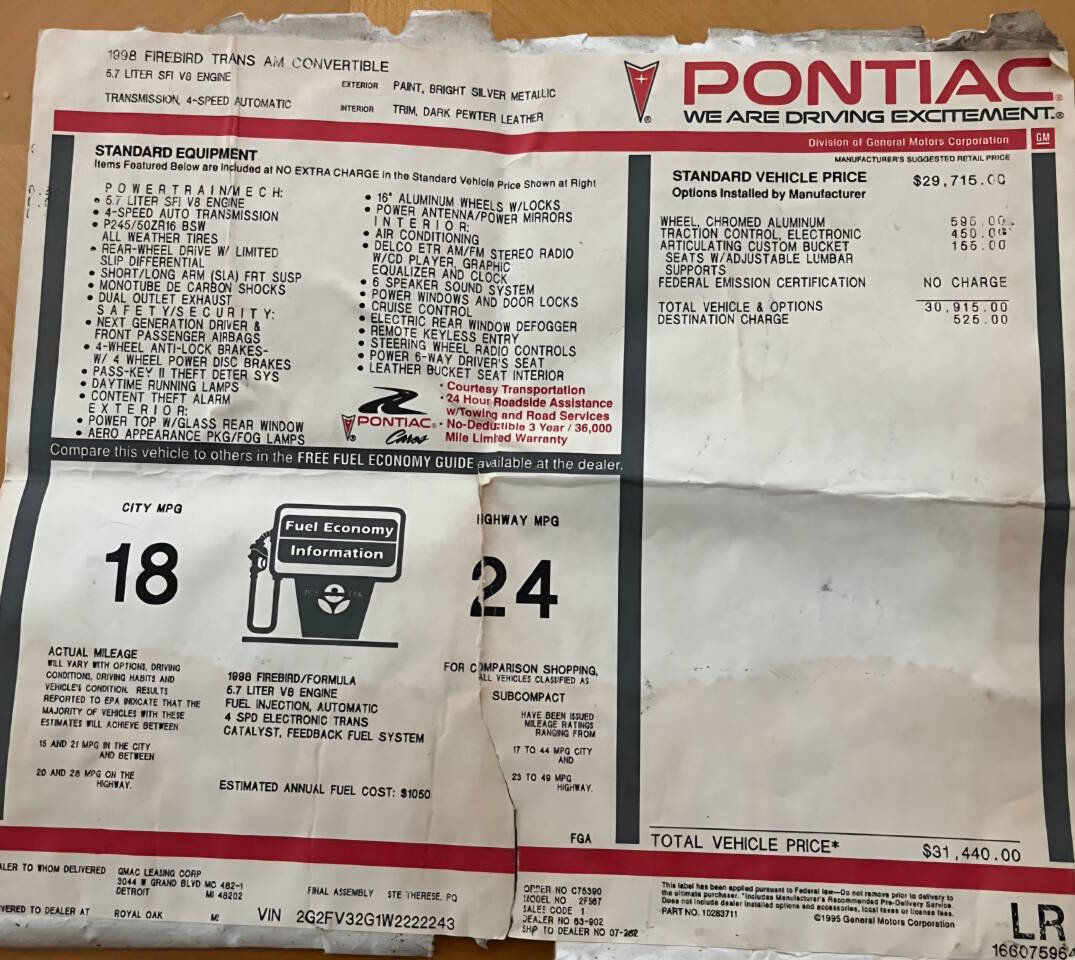 1998 FIREBIRD TRANS AM CONVERTIBLE
5.7 LITER SFI V8 ENGINE
TRANSMISSION, 4-SPEED AUTOMATIC
EXTERIOR PAINT, BRIGHT SILVER METALLIC
INTERIOR TRIM, DARK PEWTER LEATHER
PONTIAC®
WE ARE DRIVING EXCITEMENT.®
Division of General Motors Corporation GM
STANDARD EQUIPMENT
Items Featured Below are Included at NO EXTRA CHARGE in the Standard Vehicle Price Shown at Right
POWERTRAIN/MECH:
• 5.7 LITER SFI V8 ENGINE
• 4-SPEED AUTO TRANSMISSION
• P245/50ZR16 BSW
ALL WEATHER TIRES
• REAR-WHEEL DRIVE W/ LIMITED
SLIP DIFFERENTIAL
• SHORT/LONG ARM (SLA) FRT SUSP
• MONOTUBE DE CARBON SHOCKS
• DUAL OUTLET EXHAUST
SAFETY/SECURITY:
• NEXT GENERATION DRIVER &
FRONT PASSENGER AIRBAGS
• 4-WHEEL ANTI-LOCK BRAKES-
W/ 4 WHEEL POWER DISC BRAKES
• PASS-KEY II THEFT DETER SYS
• DAYTIME RUNNING LAMPS
• CONTENT THEFT ALARM
EXTERIOR:
• POWER TOP W/GLASS REAR WINDOW
• AERO APPEARANCE PKG/FOG LAMPS
• 16" ALUMINUM WHEELS W/LOCKS
• POWER ANTENNA/POWER MIRRORS
INTERIOR:
• AIR CONDITIONING
• DELCO ETR AM/FM STEREO RADIO
W/CD PLAYER, GRAPHIC
EQUALIZER AND CLOCK
• 6 SPEAKER SOUND SYSTEM
• POWER WINDOWS AND DOOR LOCKS
• CRUISE CONTROL
• ELECTRIC REAR WINDOW DEFOGGER
• REMOTE KEYLESS ENTRY
• STEERING WHEEL RADIO CONTROLS
• POWER 6-WAY DRIVER'S SEAT
• LEATHER BUCKET SEAT INTERIOR
PONTIAC® Cares
• Courtesy Transportation
• 24 Hour Roadside Assistance
w/Towing and Road Services
• No-Deductible 3 Year / 36,000
Mile Limited Warranty
MANUFACTURER'S SUGGESTED RETAIL PRICE
STANDARD VEHICLE PRICE $29,715.00
Options Installed by Manufacturer
WHEEL, CHROMED ALUMINUM 595.00
TRACTION CONTROL, ELECTRONIC 450.00
ARTICULATING CUSTOM BUCKET 155.00
SEATS W/ADJUSTABLE LUMBAR
SUPPORTS
FEDERAL EMISSION CERTIFICATION NO CHARGE
TOTAL VEHICLE & OPTIONS 30,915.00
DESTINATION CHARGE 525.00
Compare this vehicle to others in the FREE FUEL ECONOMY GUIDE available at the dealer.
CITY MPG
18
Fuel Economy
Information
HIGHWAY MPG
24
ACTUAL MILEAGE
WILL VARY WITH OPTIONS, DRIVING
CONDITIONS, DRIVING HABITS AND
VEHICLE'S CONDITION. RESULTS
REPORTED TO EPA INDICATE THAT THE
MAJORITY OF VEHICLES WITH THESE
ESTIMATES WILL ACHIEVE BETWEEN
15 AND 21 MPG IN THE CITY
AND BETWEEN
20 AND 28 MPG ON THE
HIGHWAY.
1998 FIREBIRD/FORMULA
5.7 LITER V8 ENGINE
FUEL INJECTION, AUTOMATIC
4 SPD ELECTRONIC TRANS
CATALYST, FEEDBACK FUEL SYSTEM
ESTIMATED ANNUAL FUEL COST: $1050
FOR COMPARISON SHOPPING,
ALL VEHICLES CLASSIFIED AS
SUBCOMPACT
HAVE BEEN ISSUED
MILEAGE RATINGS
RANGING FROM
17 TO 44 MPG CITY
AND
23 TO 49 MPG
HIGHWAY.
FGA
TOTAL VEHICLE PRICE* $31,440.00
ALER TO WHOM DELIVERED
GMAC LEASING CORP
3044 W GRAND BLVD MC 482-1
DETROIT MI 48202
VERED TO DEALER AT ROYAL OAK MI
FINAL ASSEMBLY STE THERESE, PQ
VIN 2G2FV32G1W2222243
ORDER NO CTS390
MODEL NO 2FS67
SALES CODE 1
DEALER NO 63-902
SHIP TO DEALER NO 07-262
This label has been applied pursuant to Federal law—Do not remove prior to delivery to
the ultimate purchaser. *Includes Manufacturer's Recommended Pre-Delivery Service.
Does not include dealer installed options and accessories, local taxes or license fees.
PART NO. 10283711
©1995 General Motors Corporation
LR
166075964